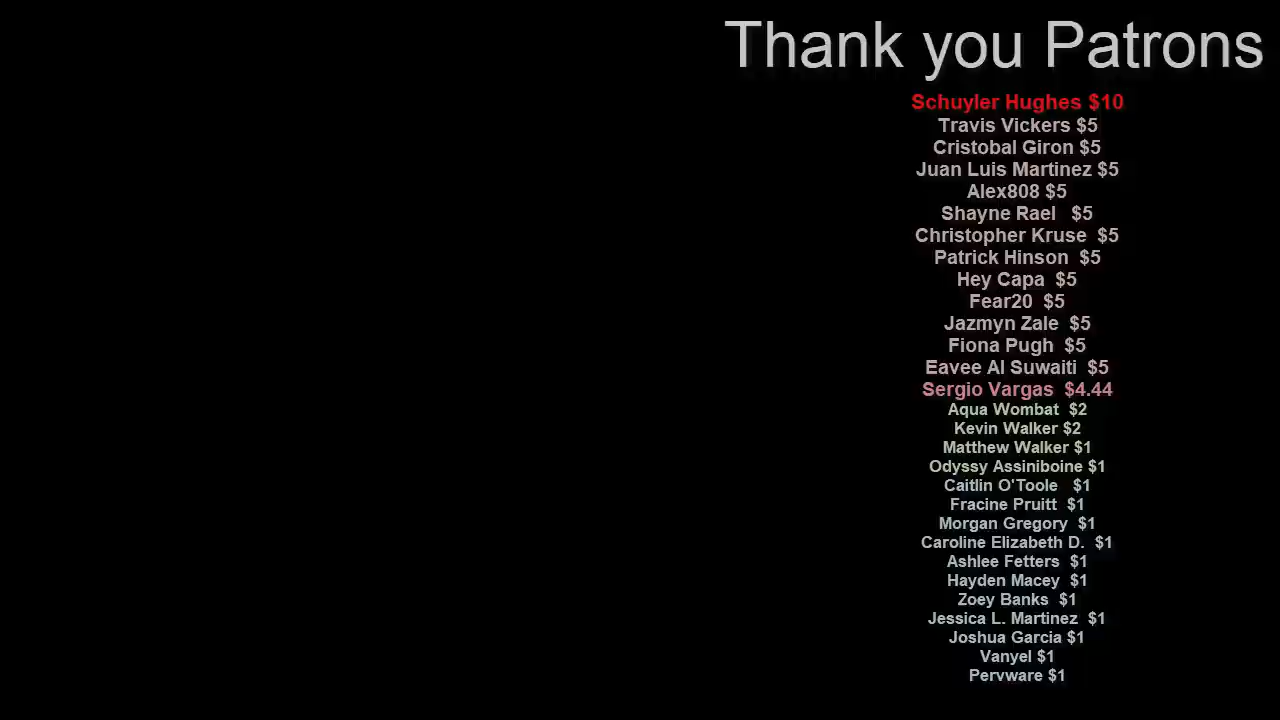 Thank you Patrons
Schuyler Hughes $10
Travis Vickers $5
Cristobal Giron $5
Juan Luis Martinez $5
Alex808 $5
Shayne Rael $5
Christopher Kruse $5
Patrick Hinson $5
Hey Capa $5
Fear20 $5
Jazmyn Zale $5
Fiona Pugh $5
Eavee Al Suwaiti $5
Sergio Vargas $4.44
Aqua Wombat $2
Kevin Walker $2
Matthew Walker $1
Odyssy Assiniboine $1
Caitlin O'Toole $1
Fracine Pruitt $1
Morgan Gregory $1
Caroline Elizabeth D. $1
Ashlee Fetters $1
Hayden Macey $1
Zoey Banks $1
Jessica L. Martinez $1
Joshua Garcia $1
Vanyel $1
Pervware $1